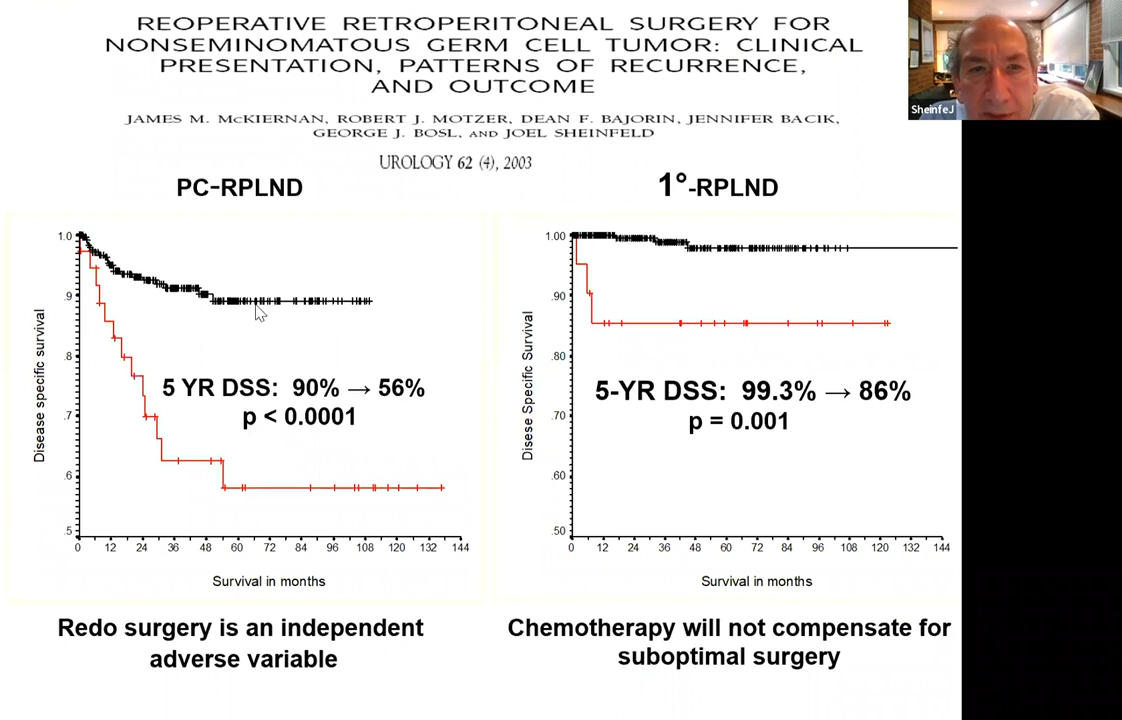 REOPERATIVE RETROPERITONEAL SURGERY FOR
NONSEMINOMATOUS GERM CELL TUMOR: CLINICAL
PRESENTATION, PATTERNS OF RECURRENCE,
AND OUTCOME
JAMES M. McKIERNAN, ROBERT J. MOTZER, DEAN F. BAJORIN, JENNIFER BACIK,
GEORGE J. BOSL, AND JOEL SHEINFELD
UROLOGY 62 (4), 2003
SheinfeJ
PC-RPLND
1.0
.9
.8
.7
.6
.5
Disease specific survival
5 YR DSS: 90% → 56%
p < 0.0001
0 12 24 36 48 60 72 84 96 108 120 132 144
Survival in months
Redo surgery is an independent
adverse variable
1°-RPLND
1.00
.90
.80
.70
.60
.50
Disese Specific Survival
5-YR DSS: 99.3% → 86%
p = 0.001
0 12 24 36 48 60 72 84 96 108 120 132 144
Survival in months
Chemotherapy will not compensate for
suboptimal surgery